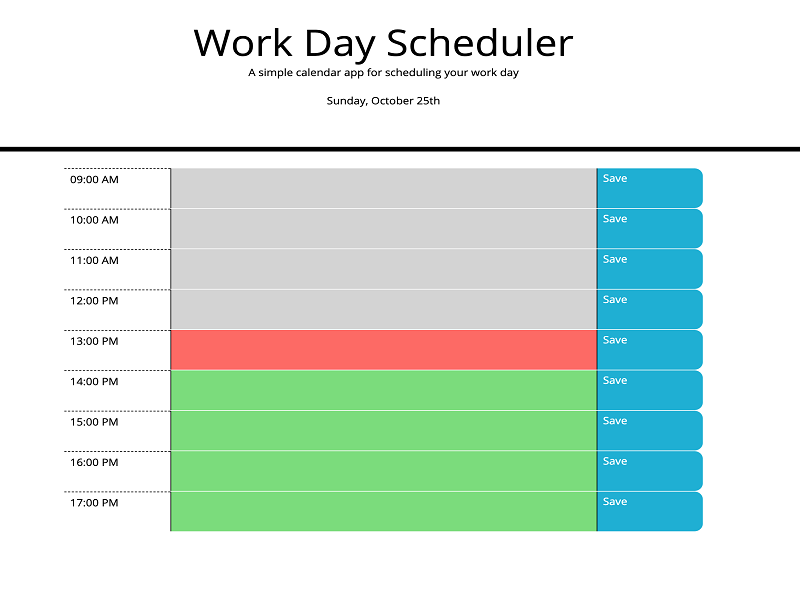 Work Day Scheduler
A simple calendar app for scheduling your work day
Sunday, October 25th
09:00 AM Save
10:00 AM Save
11:00 AM Save
12:00 PM Save
13:00 PM Save
14:00 PM Save
15:00 PM Save
16:00 PM Save
17:00 PM Save